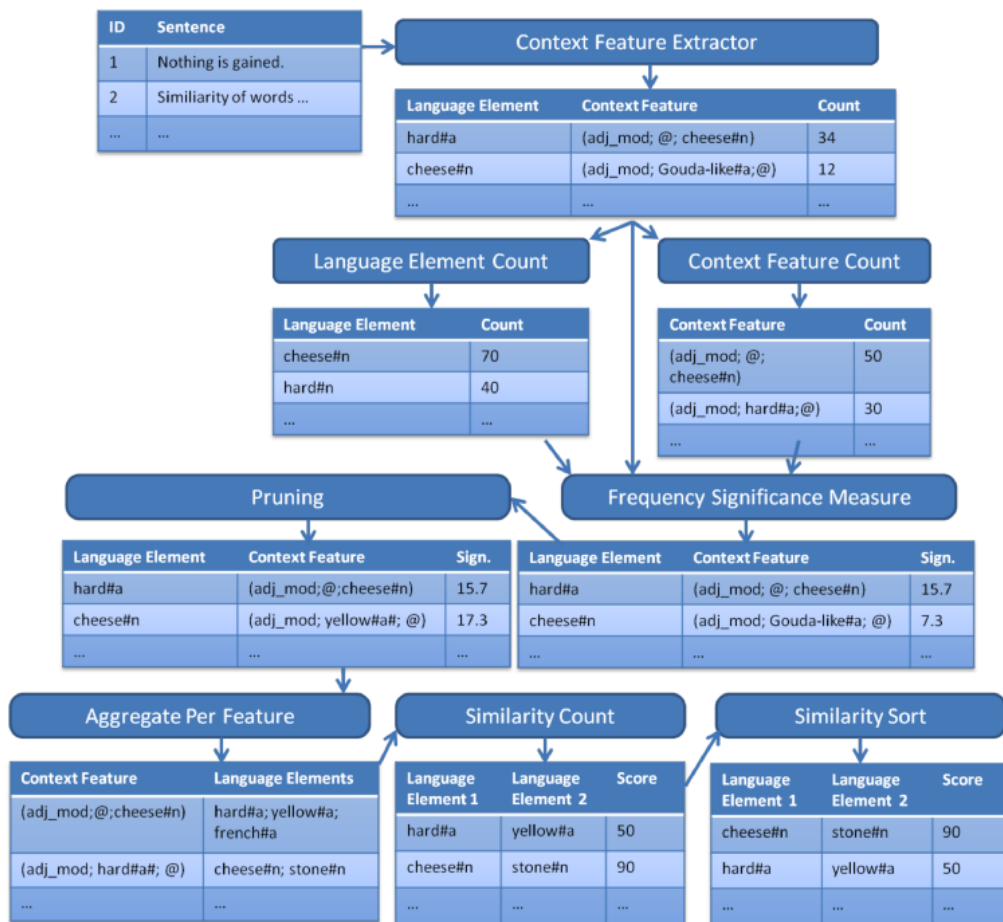 ID Sentence
1 Nothing is gained.
2 Similiarity of words ...
... ...
Context Feature Extractor
Language Element Context Feature Count
hard#a (adj_mod; @; cheese#n) 34
cheese#n (adj_mod; Gouda-like#a;@) 12
... ... ...
Language Element Count
Language Element Count
cheese#n 70
hard#n 40
... ...
Context Feature Count
Context Feature Count
(adj_mod; @; 50
cheese#n)
(adj_mod; hard#a;@) 30
... ...
Frequency Significance Measure
Language Element Context Feature Sign.
hard#a (adj_mod; @; cheese#n) 15.7
cheese#n (adj_mod; Gouda-like#a; @) 7.3
... ... ...
Pruning
Language Element Context Feature Sign.
hard#a (adj_mod;@;cheese#n) 15.7
cheese#n (adj_mod; yellow#a#; @) 17.3
... ... ...
Aggregate Per Feature
Context Feature Language Elements
(adj_mod;@;cheese#n) hard#a; yellow#a;
french#a
(adj_mod; hard#a#; @) cheese#n; stone#n
... ...
Similarity Count
Language Language Score
Element 1 Element 2
hard#a yellow#a 50
cheese#n stone#n 90
... ... ...
Similarity Sort
Language Language Score
Element 1 Element 2
cheese#n stone#n 90
hard#a yellow#a 50
... ... ...